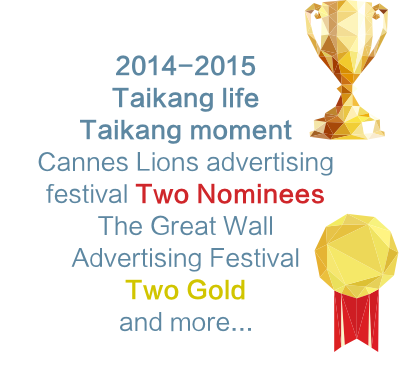 2014-2015
Taikang life
Taikang moment
Cannes Lions advertising
festival Two Nominees
The Great Wall
Advertising Festival
Two Gold
and more...